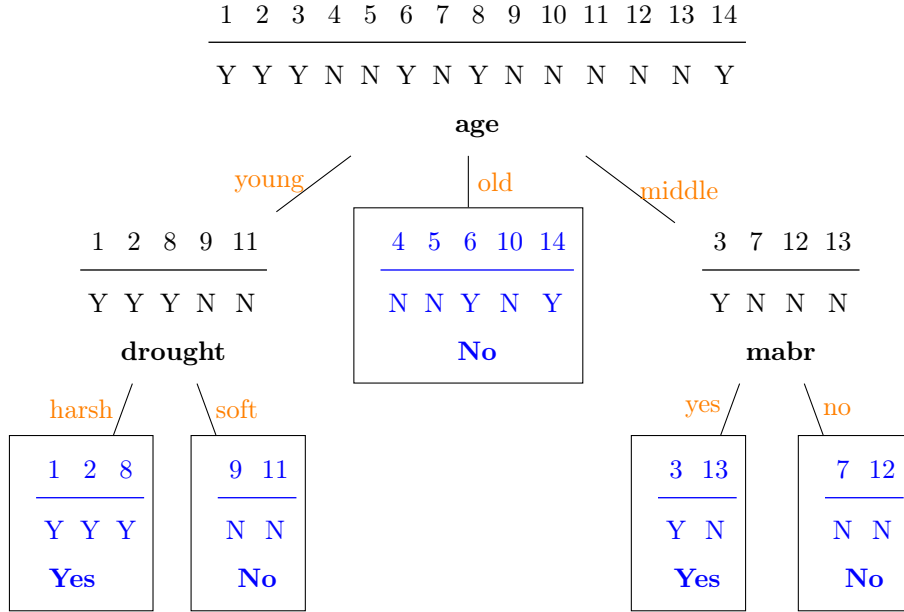 1 2 3 4 5 6 7 8 9 10 11 12 13 14
Y Y Y N N Y N Y N N N N N Y
age
young old middle
1 2 8 9 11
Y Y Y N N
drought
4 5 6 10 14
N N Y N Y
No
3 7 12 13
Y N N N
mabr
harsh soft
yes no
1 2 8
Y Y Y
Yes
9 11
N N
No
3 13
Y N
Yes
7 12
N N
No